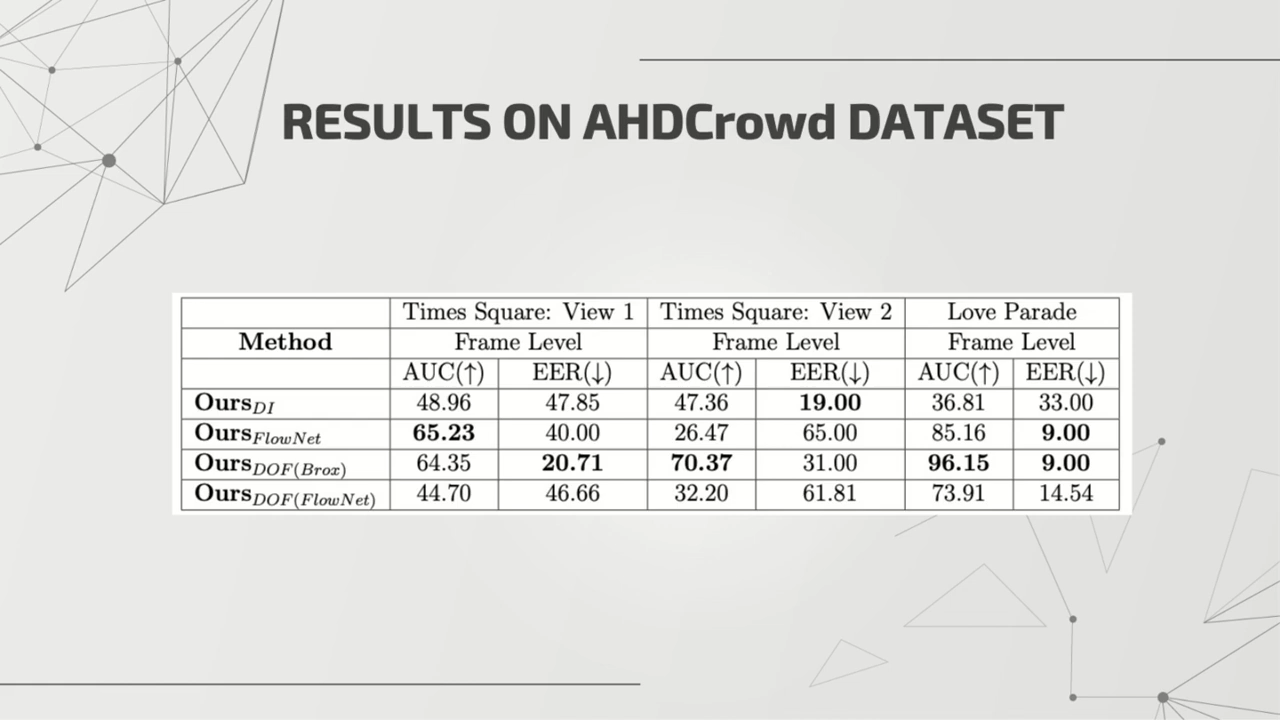 RESULTS ON AHDCrowd DATASET
Times Square: View 1 Times Square: View 2 Love Parade
Method Frame Level Frame Level Frame Level
AUC(↑) EER(↓) AUC(↑) EER(↓) AUC(↑) EER(↓)
Ours_DI 48.96 47.85 47.36 19.00 36.81 33.00
Ours_FlowNet 65.23 40.00 26.47 65.00 85.16 9.00
Ours_DOF(Brox) 64.35 20.71 70.37 31.00 96.15 9.00
Ours_DOF(FlowNet) 44.70 46.66 32.20 61.81 73.91 14.54